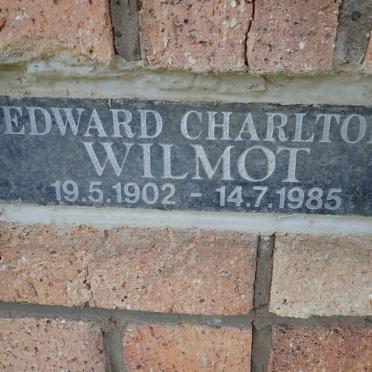 EDWARD CHARLTO
WILMOT
19.5.1902 - 14.7.1985